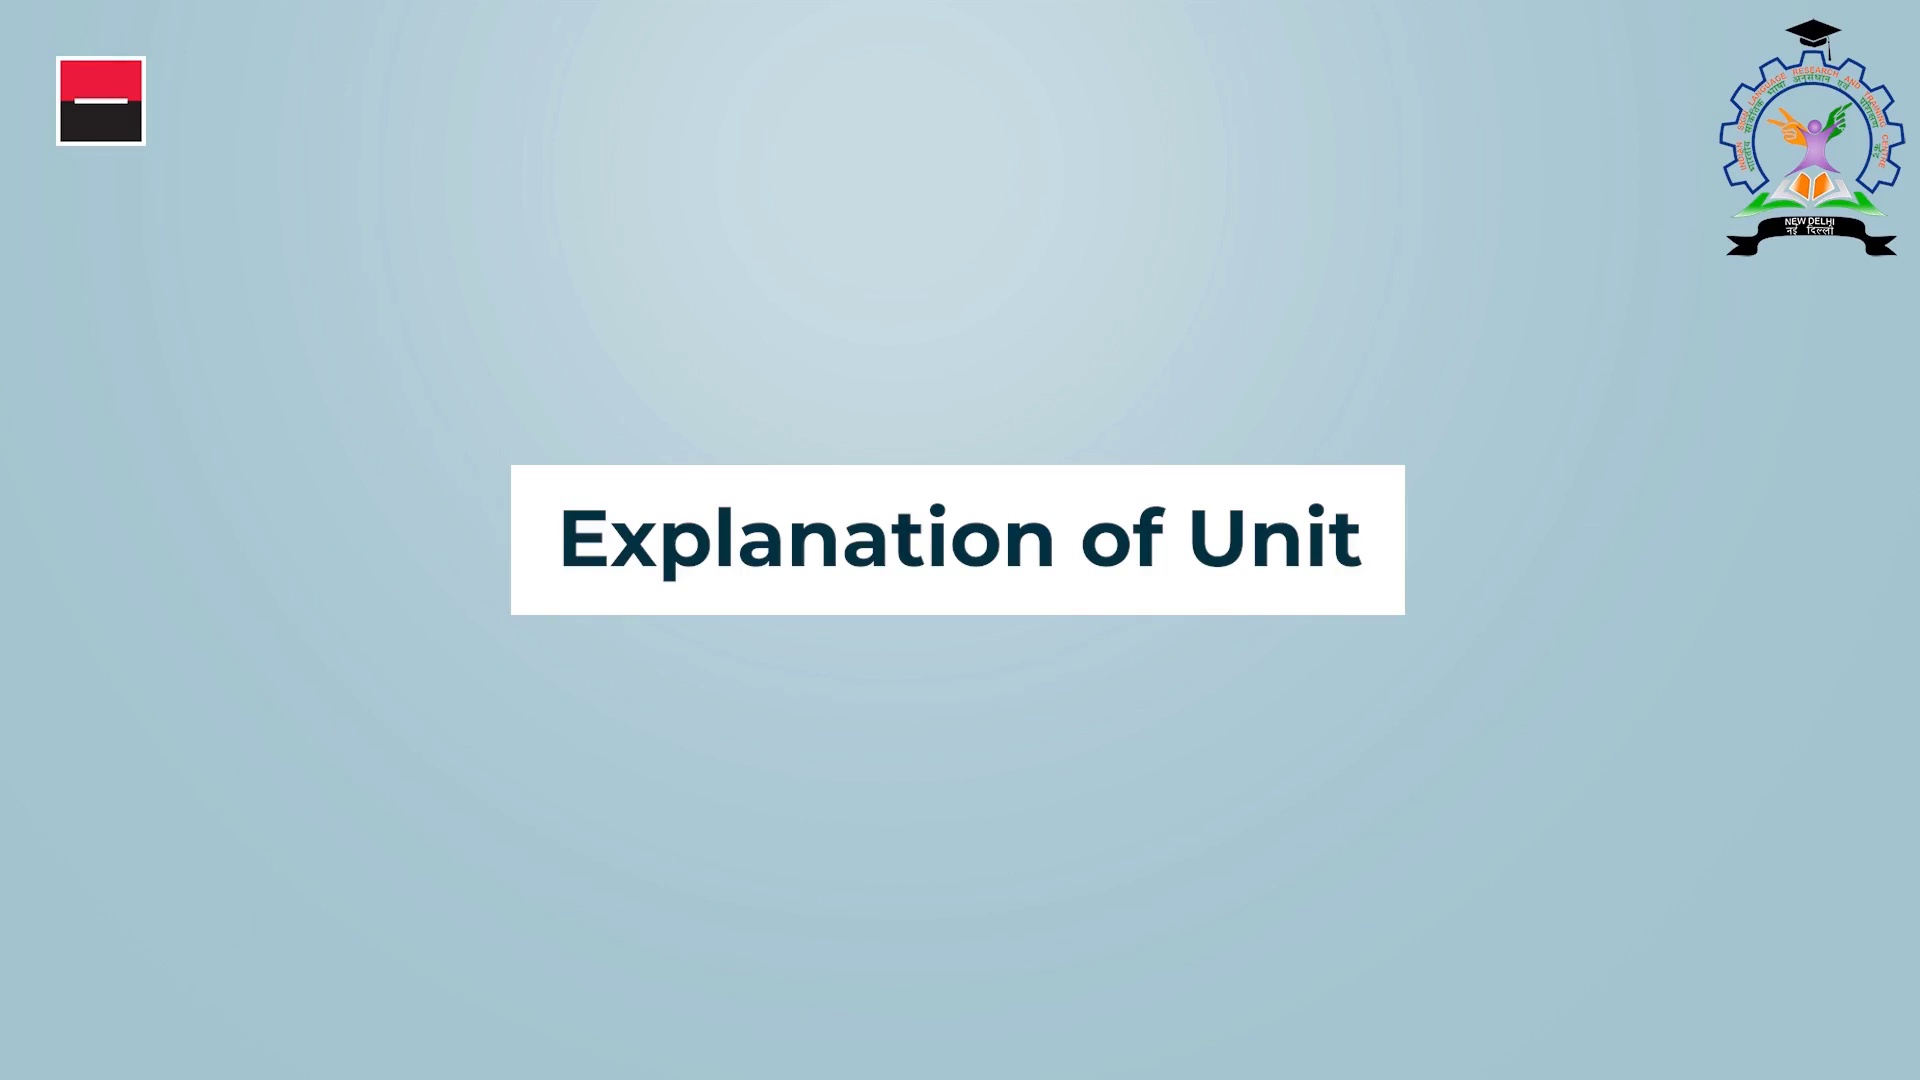 INDIAN SIGN LANGUAGE RESEARCH AND TRAINING CENTRE
भारतीय सांकेतिक भाषा अनुसंधान एवं प्रशिक्षण केंद्र
NEW DELHI
नई दिल्ली
Explanation of Unit